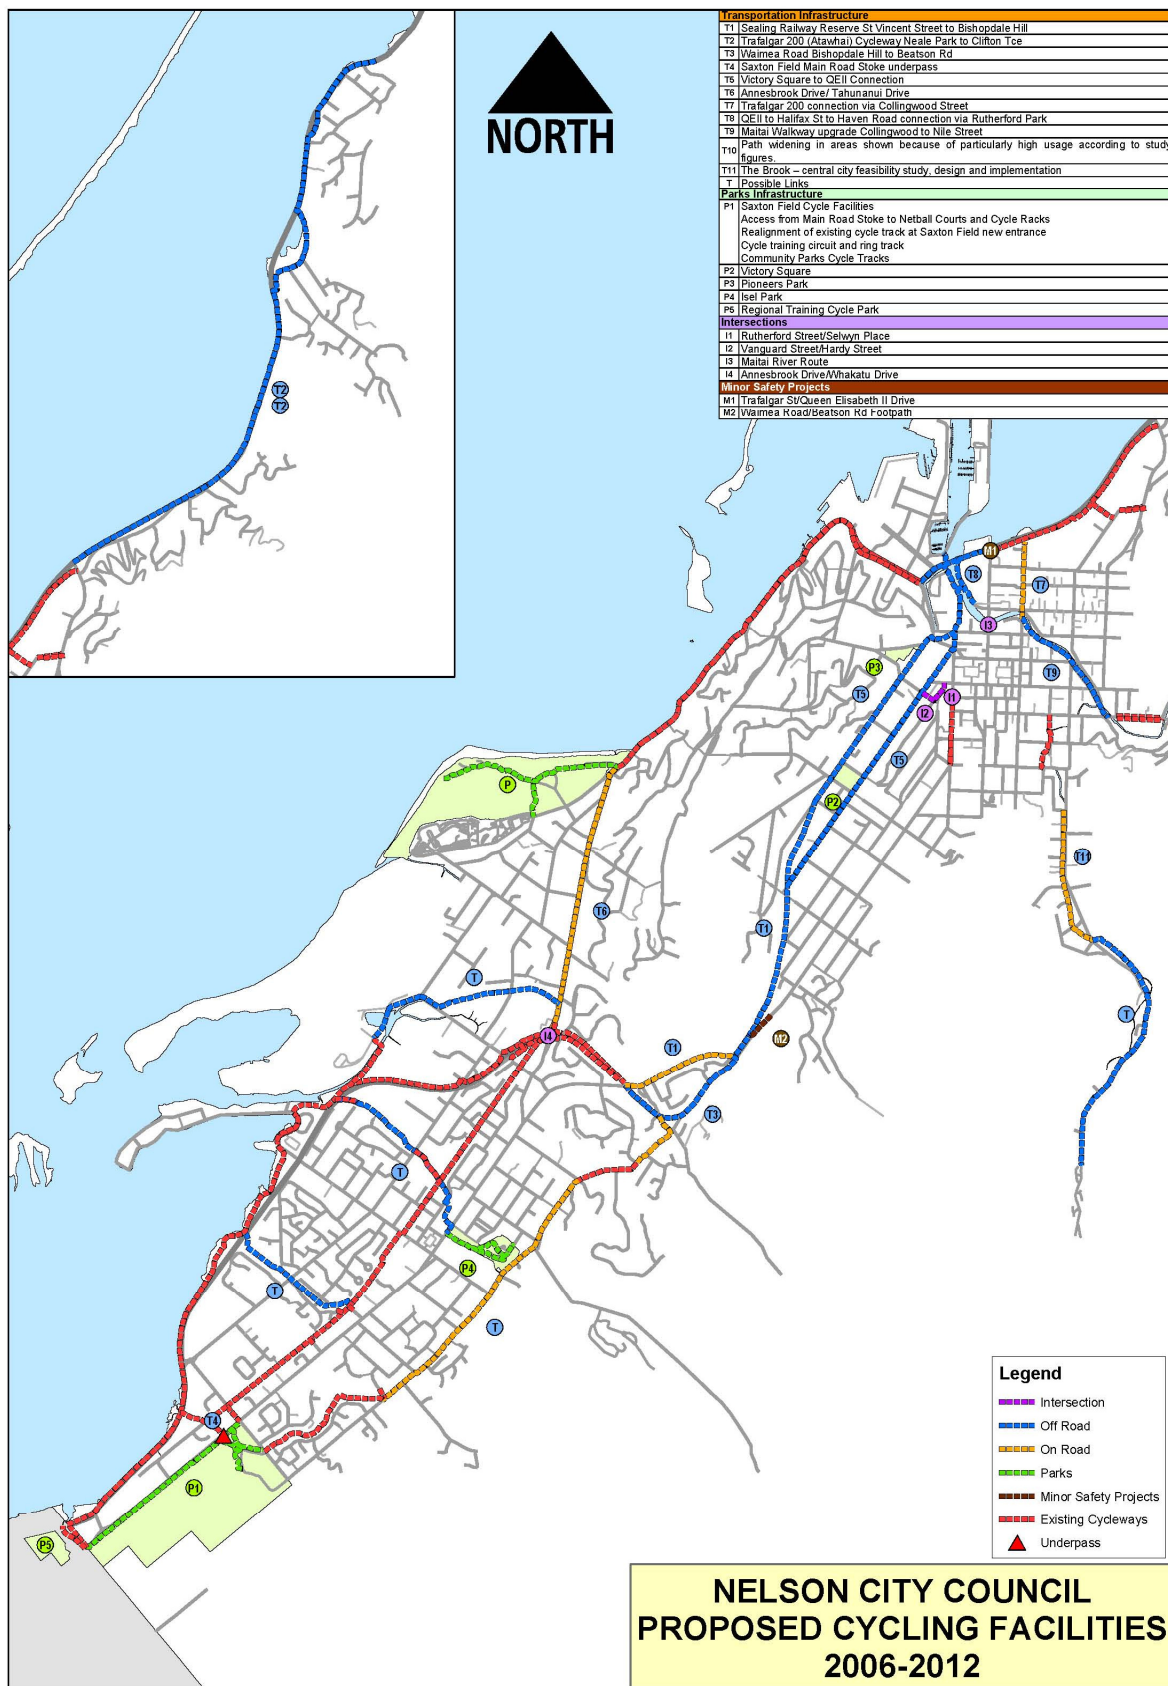 Transportation Infrastructure
T1 Sealing Railway Reserve St Vincent Street to Bishopdale Hill
T2 Trafalgar 200 (Atawhai) Cycleway Neale Park to Clifton Tce
T3 Waimea Road Bishopdale Hill to Beatson Rd
T4 Saxton Field Main Road Stoke underpass
T5 Victory Square to QEII Connection
T6 Annesbrook Drive/ Tahunanui Drive
T7 Trafalgar 200 connection via Collingwood Street
T8 QEII to Halifax St to Haven Road connection via Rutherford Park
T9 Maitai Walkway upgrade Collingwood to Nile Street
T10 Path widening in areas shown because of particularly high usage according to study
figures.
T11 The Brook – central city feasibility study, design and implementation
T Possible Links
Parks Infrastructure
P1 Saxton Field Cycle Facilities
Access from Main Road Stoke to Netball Courts and Cycle Racks
Realignment of existing cycle track at Saxton Field new entrance
Cycle training circuit and ring track
Community Parks Cycle Tracks
P2 Victory Square
P3 Pioneers Park
P4 Isel Park
P5 Regional Training Cycle Park
Intersections
I1 Rutherford Street/Selwyn Place
I2 Vanguard Street/Hardy Street
I3 Maitai River Route
I4 Annesbrook Drive/Whakatu Drive
Minor Safety Projects
M1 Trafalgar St/Queen Elisabeth II Drive
M2 Waimea Road/Beatson Rd Footpath
NORTH
T2
T2
M1
T8
T7
I3
P3
T9
T5
I1
I2
T5
P
P2
T11
T6
T1
T
T
I4
M2
T1
T3
T
P4
T
T
T4
P1
P5
Legend
Intersection
Off Road
On Road
Parks
Minor Safety Projects
Existing Cycleways
Underpass
NELSON CITY COUNCIL
PROPOSED CYCLING FACILITIES
2006-2012